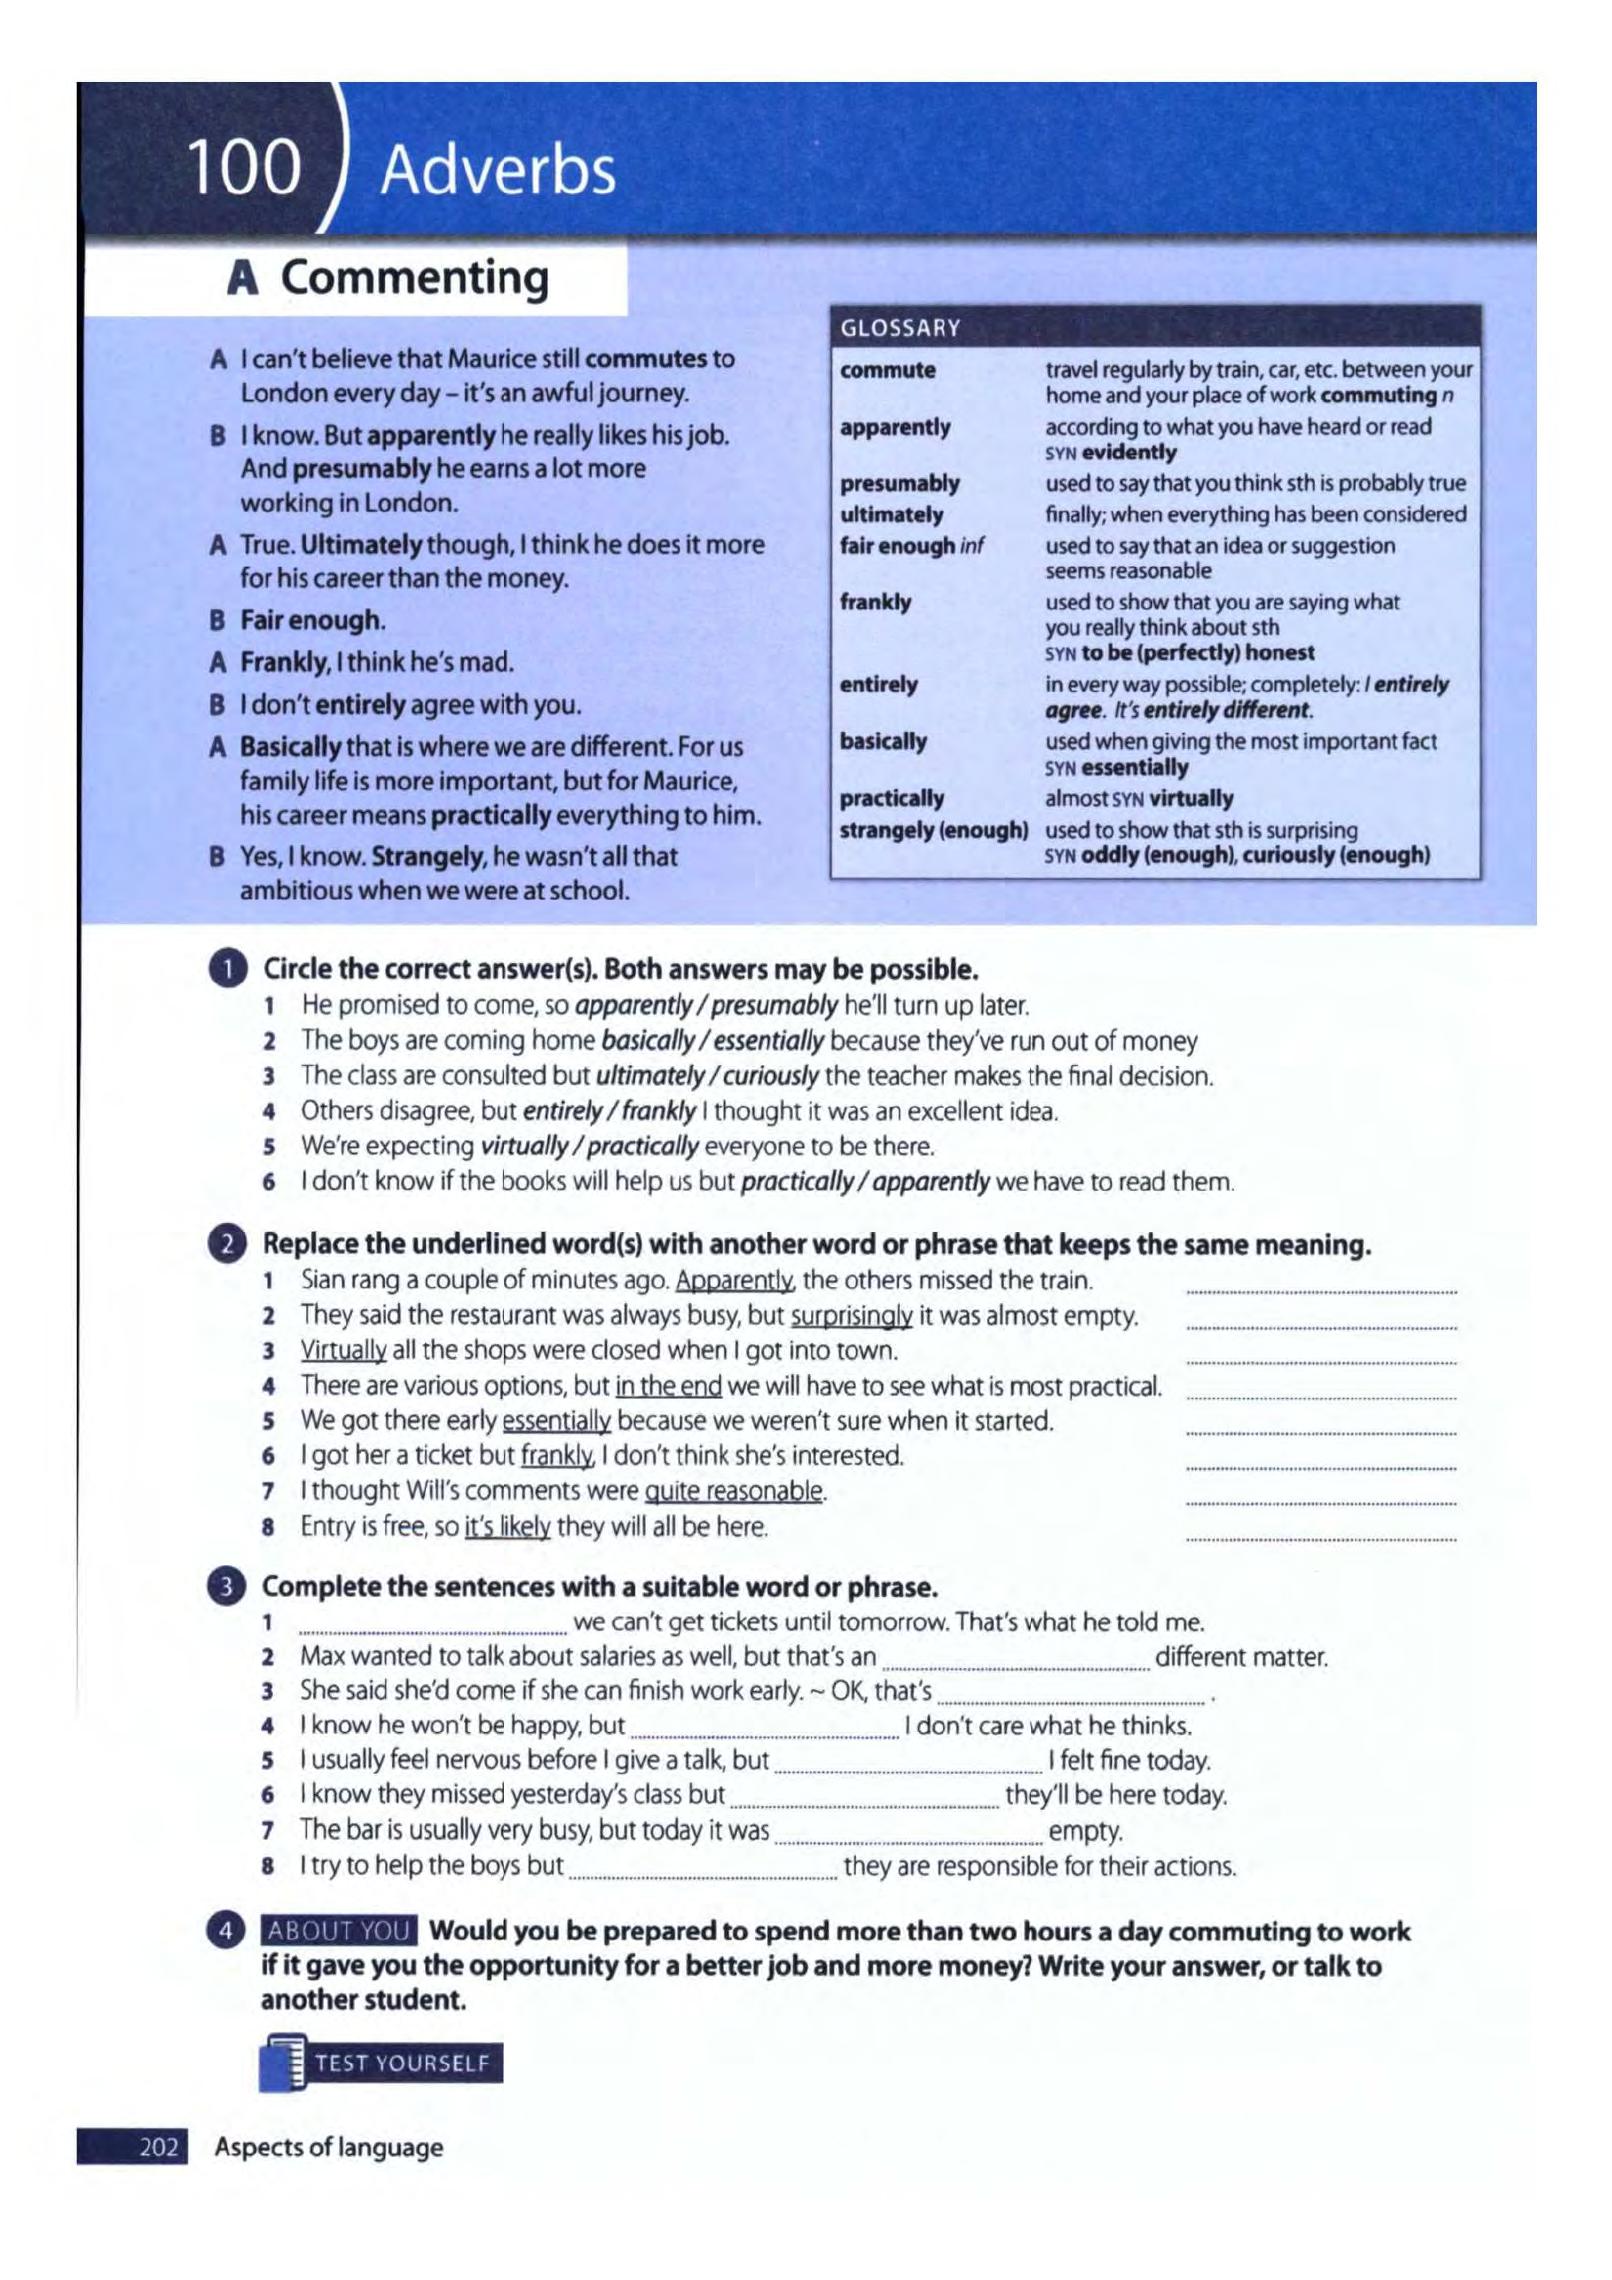 100 Adverbs
A Commenting
A I can't believe that Maurice still commutes to
London every day – it's an awful journey.
B I know. But apparently he really likes his job.
And presumably he earns a lot more
working in London.
A True. Ultimately though, I think he does it more
for his career than the money.
B Fair enough.
A Frankly, I think he's mad.
B I don't entirely agree with you.
A Basically that is where we are different. For us
family life is more important, but for Maurice,
his career means practically everything to him.
B Yes, I know. Strangely, he wasn't all that
ambitious when we were at school.
GLOSSARY
commute travel regularly by train, car, etc. between your
home and your place of work commuting n
apparently according to what you have heard or read
SYN evidently
presumably used to say that you think sth is probably true
ultimately finally; when everything has been considered
fair enough inf used to say that an idea or suggestion
seems reasonable
frankly used to show that you are saying what
you really think about sth
SYN to be (perfectly) honest
entirely in every way possible; completely: I entirely
agree. It's entirely different.
basically used when giving the most important fact
SYN essentially
practically almost SYN virtually
strangely (enough) used to show that sth is surprising
SYN oddly (enough), curiously (enough)
1 Circle the correct answer(s). Both answers may be possible.
1 He promised to come, so apparently / presumably he'll turn up later.
2 The boys are coming home basically / essentially because they've run out of money
3 The class are consulted but ultimately / curiously the teacher makes the final decision.
4 Others disagree, but entirely / frankly I thought it was an excellent idea.
5 We're expecting virtually / practically everyone to be there.
6 I don't know if the books will help us but practically / apparently we have to read them.
2 Replace the underlined word(s) with another word or phrase that keeps the same meaning.
1 Sian rang a couple of minutes ago. Apparently, the others missed the train. ........................
2 They said the restaurant was always busy, but surprisingly it was almost empty. ........................
3 Virtually all the shops were closed when I got into town. ........................
4 There are various options, but in the end we will have to see what is most practical. ........................
5 We got there early essentially because we weren't sure when it started. ........................
6 I got her a ticket but frankly, I don't think she's interested. ........................
7 I thought Will's comments were quite reasonable. ........................
8 Entry is free, so it's likely they will all be here. ........................
3 Complete the sentences with a suitable word or phrase.
1 ........................ we can't get tickets until tomorrow. That's what he told me.
2 Max wanted to talk about salaries as well, but that's an ........................ different matter.
3 She said she'd come if she can finish work early. ~ OK, that's ........................ .
4 I know he won't be happy, but ........................ I don't care what he thinks.
5 I usually feel nervous before I give a talk, but ........................ I felt fine today.
6 I know they missed yesterday's class but ........................ they'll be here today.
7 The bar is usually very busy, but today it was ........................ empty.
8 I try to help the boys but ........................ they are responsible for their actions.
4 ABOUT YOU Would you be prepared to spend more than two hours a day commuting to work
if it gave you the opportunity for a better job and more money? Write your answer, or talk to
another student.
TEST YOURSELF
202 Aspects of language